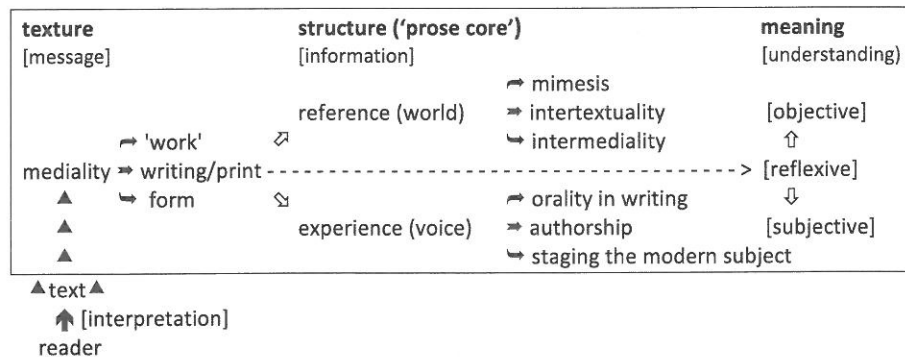 texture structure ('prose core') meaning
[message] [information] [understanding)
mimesis
reference (world) intertextuality [objective]
'work' intermediality
mediality writing/print - - - - - - - - - - - - - - - - - - - - - - - - - - - - - - - - - - - - - > [reflexive]
form orality in writing
experience (voice) authorship [subjective]
staging the modern subject
text
[interpretation]
reader